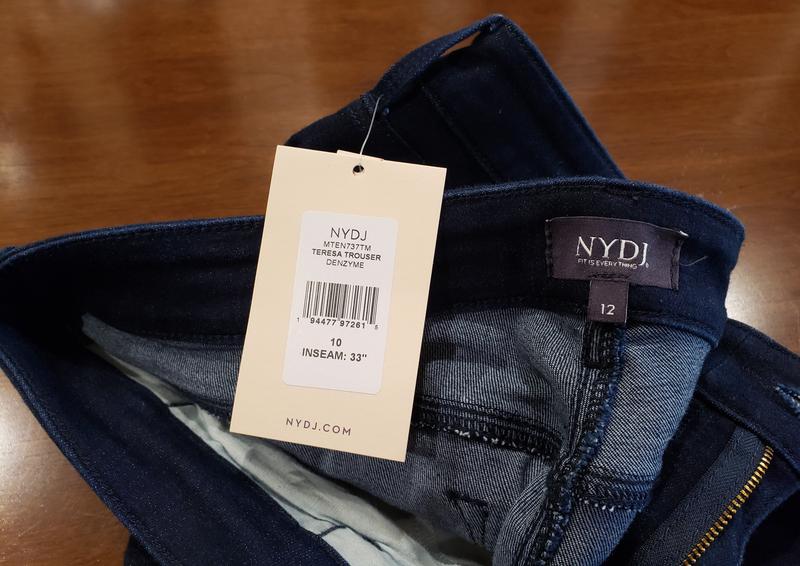 NYDJ
MTEN737TM
TERESA TROUSER
DENZYME
1 94477 97261 5
10
INSEAM: 33"
NYDJ.COM
NYDJ
FIT IS EVERYTHING
12